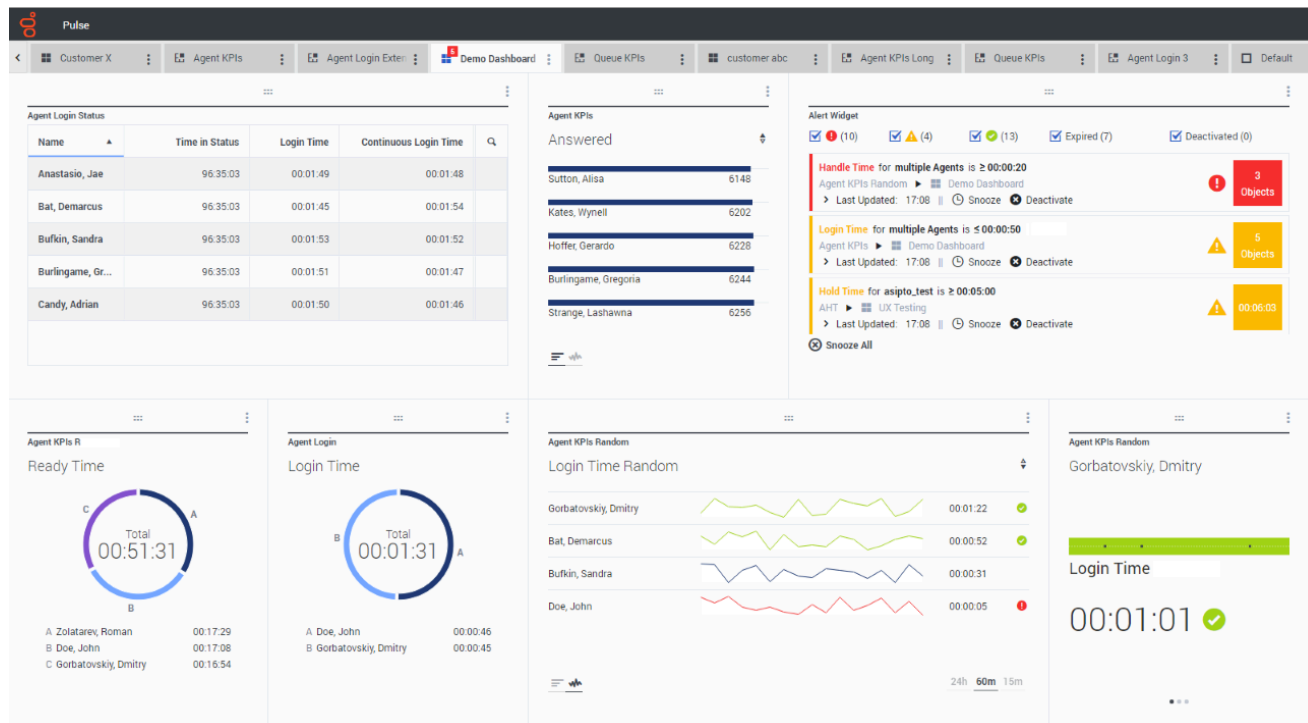 Pulse
Customer X
Agent KPIs
Agent Login Exten
5
Demo Dashboard
Queue KPIs
customer abc
Agent KPIs Long
Queue KPIs
Agent Login 3
Default
Agent Login Status
Name Time in Status Login Time Continuous Login Time
Anastasio, Jae 96:35:03 00:01:49 00:01:48
Bat, Demarcus 96:35:03 00:01:45 00:01:54
Bufkin, Sandra 96:35:03 00:01:53 00:01:52
Burlingame, Gr... 96:35:03 00:01:51 00:01:47
Candy, Adrian 96:35:03 00:01:50 00:01:46
Agent KPIs
Answered
Sutton, Alisa 6148
Kates, Wynell 6202
Hoffer, Gerardo 6228
Burlingame, Gregoria 6244
Strange, Lashawna 6256
Alert Widget
(10) (4) (13) Expired (7) Deactivated (0)
Handle Time for multiple Agents is ≥ 00:00:20
Agent KPIs Random Demo Dashboard
Last Updated: 17:08 || Snooze Deactivate
3
Objects
Login Time for multiple Agents is ≤ 00:00:50
Agent KPIs Demo Dashboard
Last Updated: 17:08 || Snooze Deactivate
5
Objects
Hold Time for asipto_test is ≥ 00:05:00
AHT UX Testing
Last Updated: 17:08 || Snooze Deactivate
00:06:03
Snooze All
Agent KPIs R
Ready Time
C
A
B
Total
00:51:31
A Zolatarev, Roman 00:17:29
B Doe, John 00:17:08
C Gorbatovskiy, Dmitry 00:16:54
Agent Login
Login Time
B
A
Total
00:01:31
A Doe, John 00:00:46
B Gorbatovskiy, Dmitry 00:00:45
Agent KPIs Random
Login Time Random
Gorbatovskiy, Dmitry 00:01:22
Bat, Demarcus 00:00:52
Bufkin, Sandra 00:00:31
Doe, John 00:00:05
24h 60m 15m
Agent KPIs Random
Gorbatovskiy, Dmitry
Login Time
00:01:01